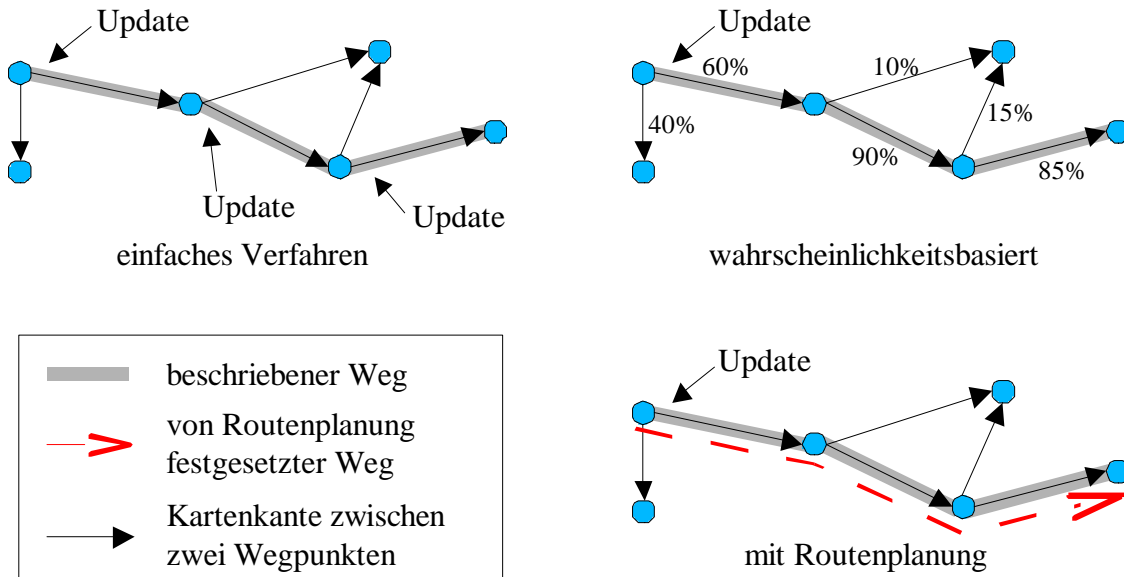 Update
Update
Update
einfaches Verfahren
Update
60%
10%
40%
15%
90%
85%
wahrscheinlichkeitsbasiert
beschriebener Weg
von Routenplanung
festgesetzter Weg
Kartenkante zwischen
zwei Wegpunkten
Update
mit Routenplanung